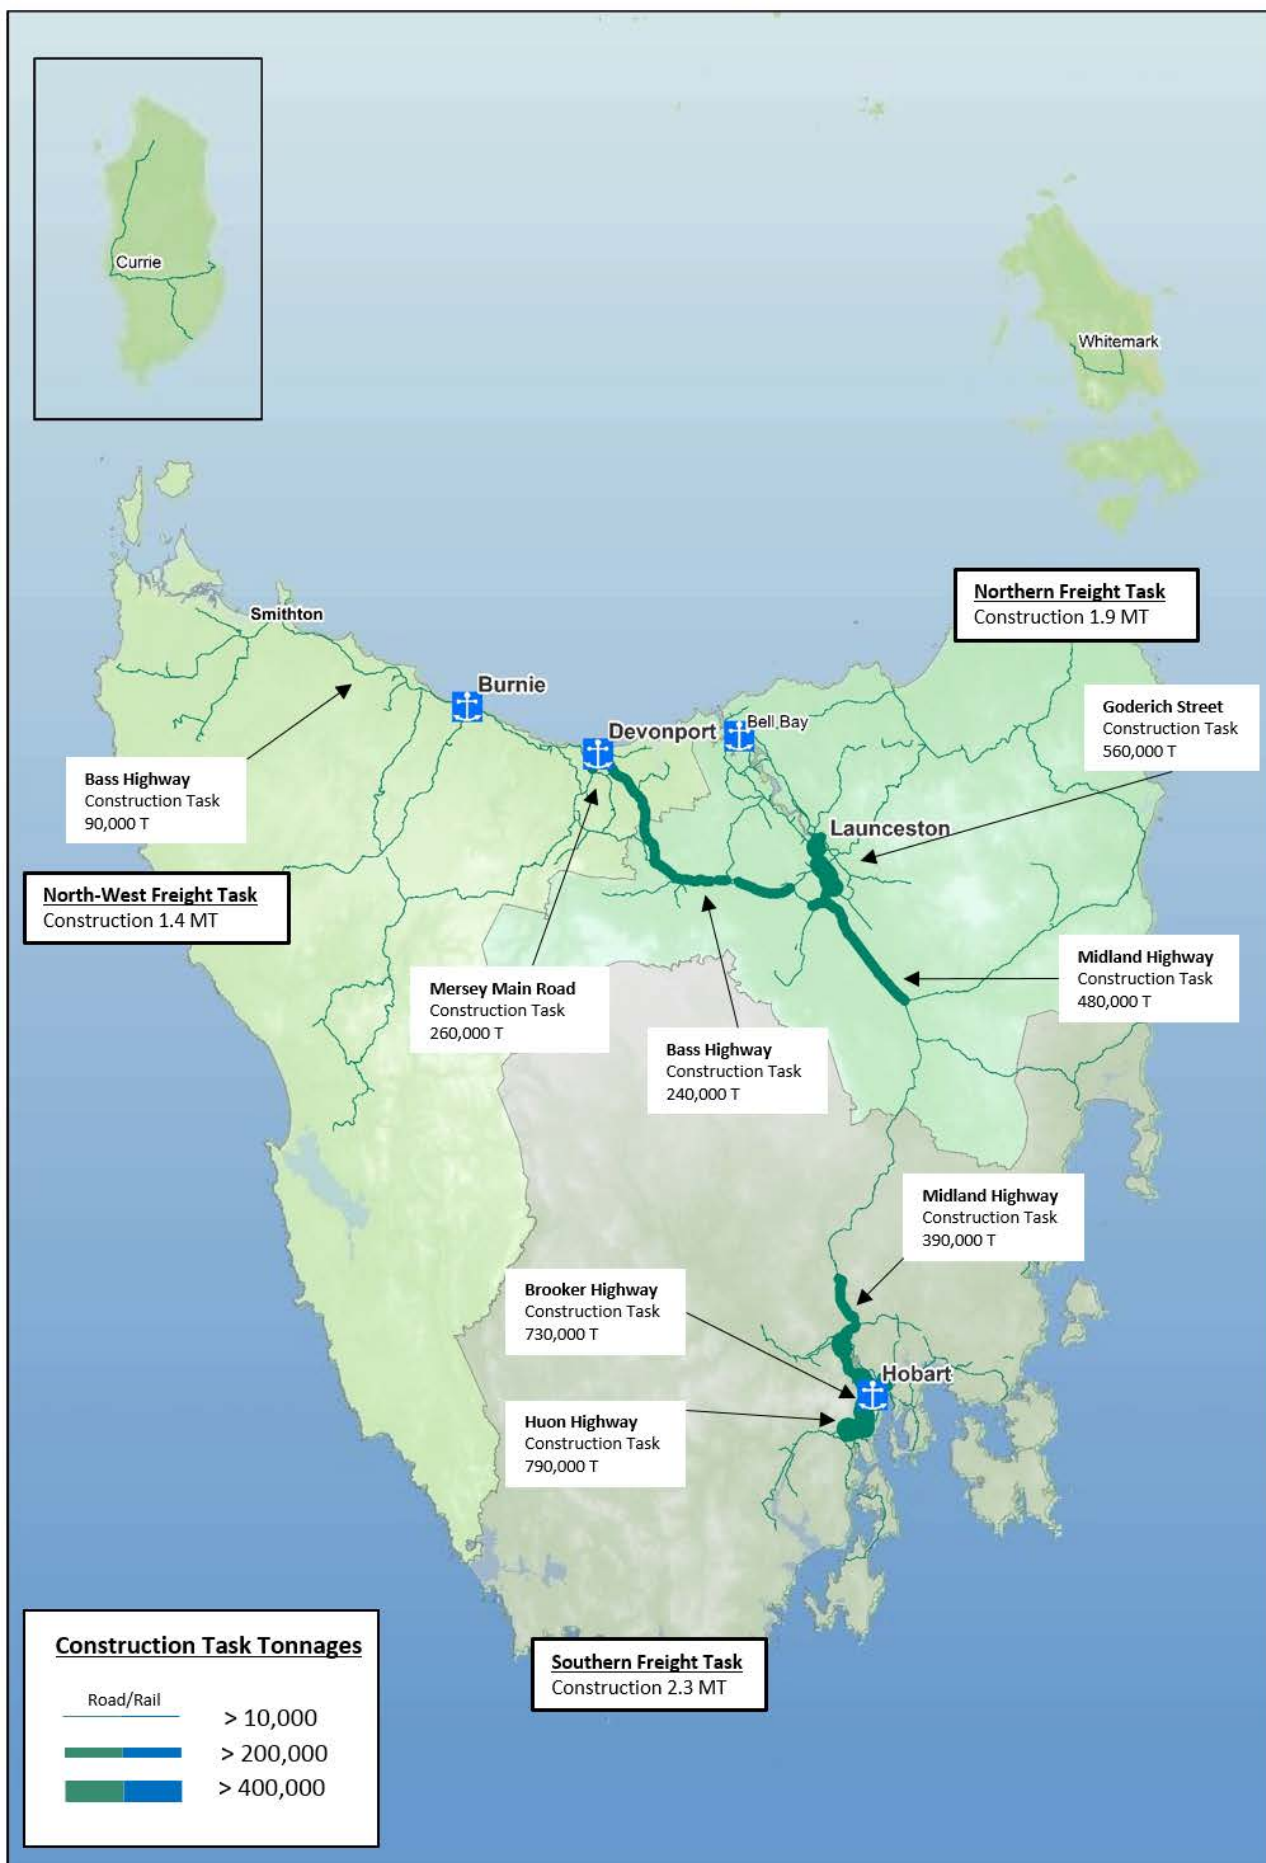 Currie
Whitemark
Northern Freight Task
Construction 1.9 MT
Smithton
Burnie
Goderich Street
Construction Task
560,000 T
Devonport
Bell Bay
Bass Highway
Construction Task
90,000 T
Launceston
North-West Freight Task
Construction 1.4 MT
Midland Highway
Construction Task
480,000 T
Mersey Main Road
Construction Task
260,000 T
Bass Highway
Construction Task
240,000 T
Midland Highway
Construction Task
390,000 T
Brooker Highway
Construction Task
730,000 T
Hobart
Huon Highway
Construction Task
790,000 T
Southern Freight Task
Construction 2.3 MT
Construction Task Tonnages
Road/Rail
> 10,000
> 200,000
> 400,000